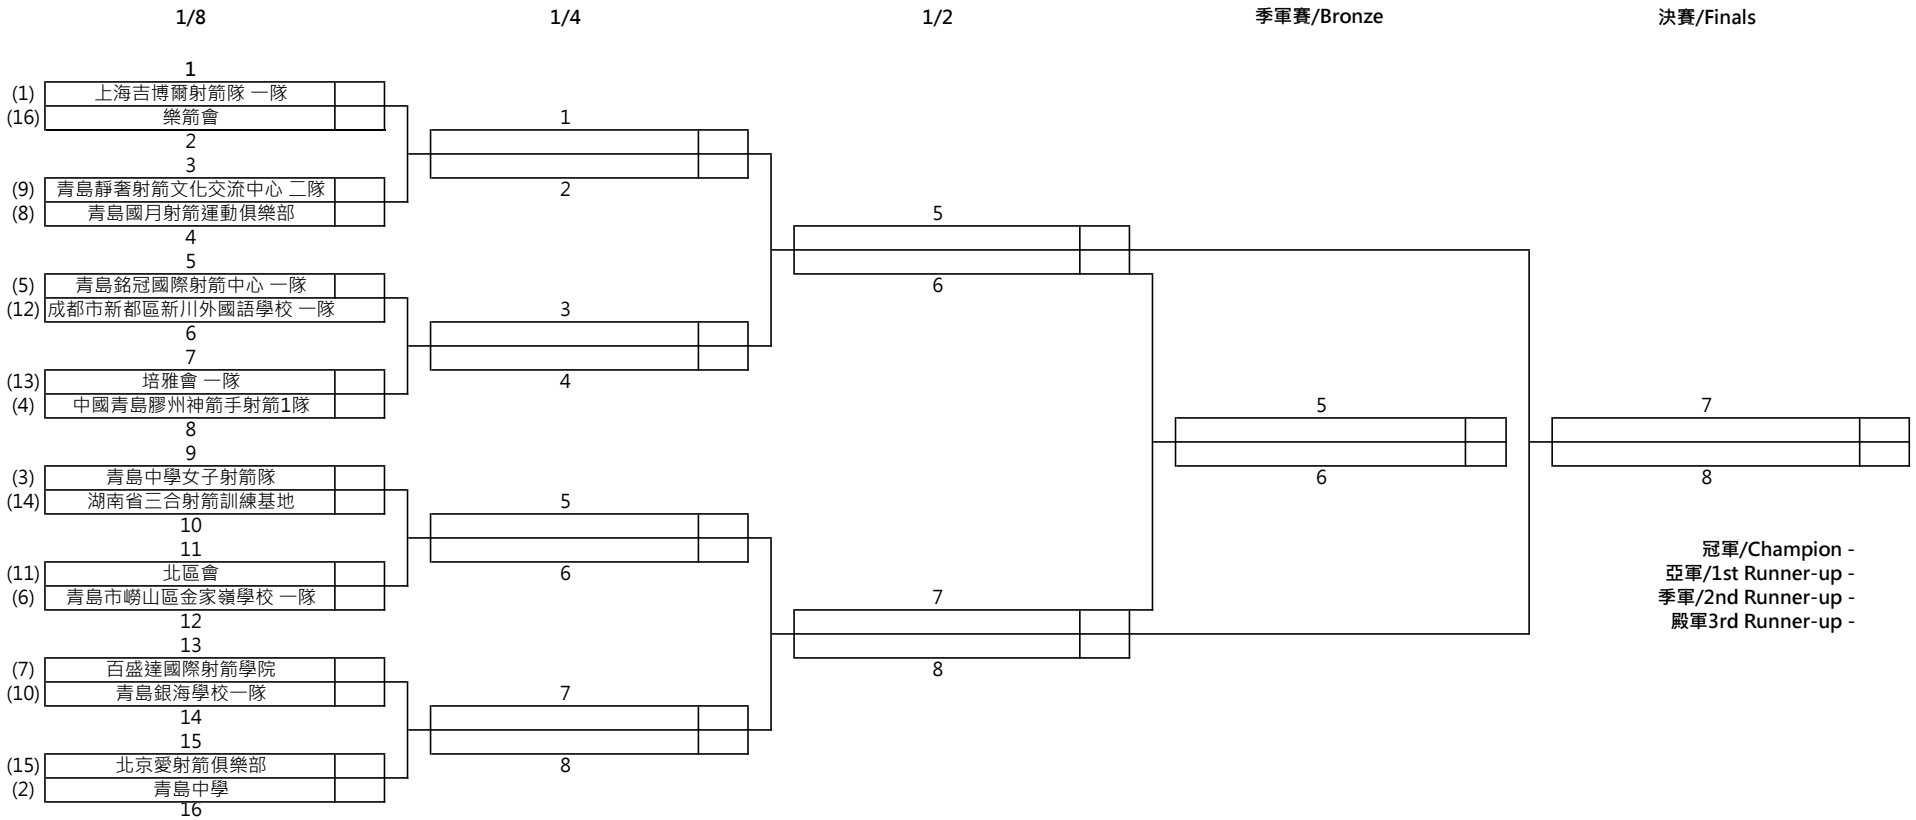 1/8 1/4 1/2 季軍賽/Bronze 決賽/Finals
1
(1) 上海吉博爾射箭隊 一隊
(16) 樂箭會 1
2
3
(9) 青島靜奢射箭文化交流中心 二隊 2
(8) 青島國月射箭運動俱樂部 5
4
5
(5) 青島銘冠國際射箭中心 一隊 6
(12) 成都市新都區新川外國語學校 一隊 3
6
7
(13) 培雅會 一隊 4
(4) 中國青島膠州神箭手射箭1隊 5 7
8
9
(3) 青島中學女子射箭隊 6 8
(14) 湖南省三合射箭訓練基地 5
10
11 冠軍/Champion -
(11) 北區會 6 亞軍/1st Runner-up -
(6) 青島市嶗山區金家嶺學校 一隊 7 季軍/2nd Runner-up -
12 殿軍3rd Runner-up -
13
(7) 百盛達國際射箭學院 8
(10) 青島銀海學校一隊 7
14
15
(15) 北京愛射箭俱樂部 8
(2) 青島中學
16